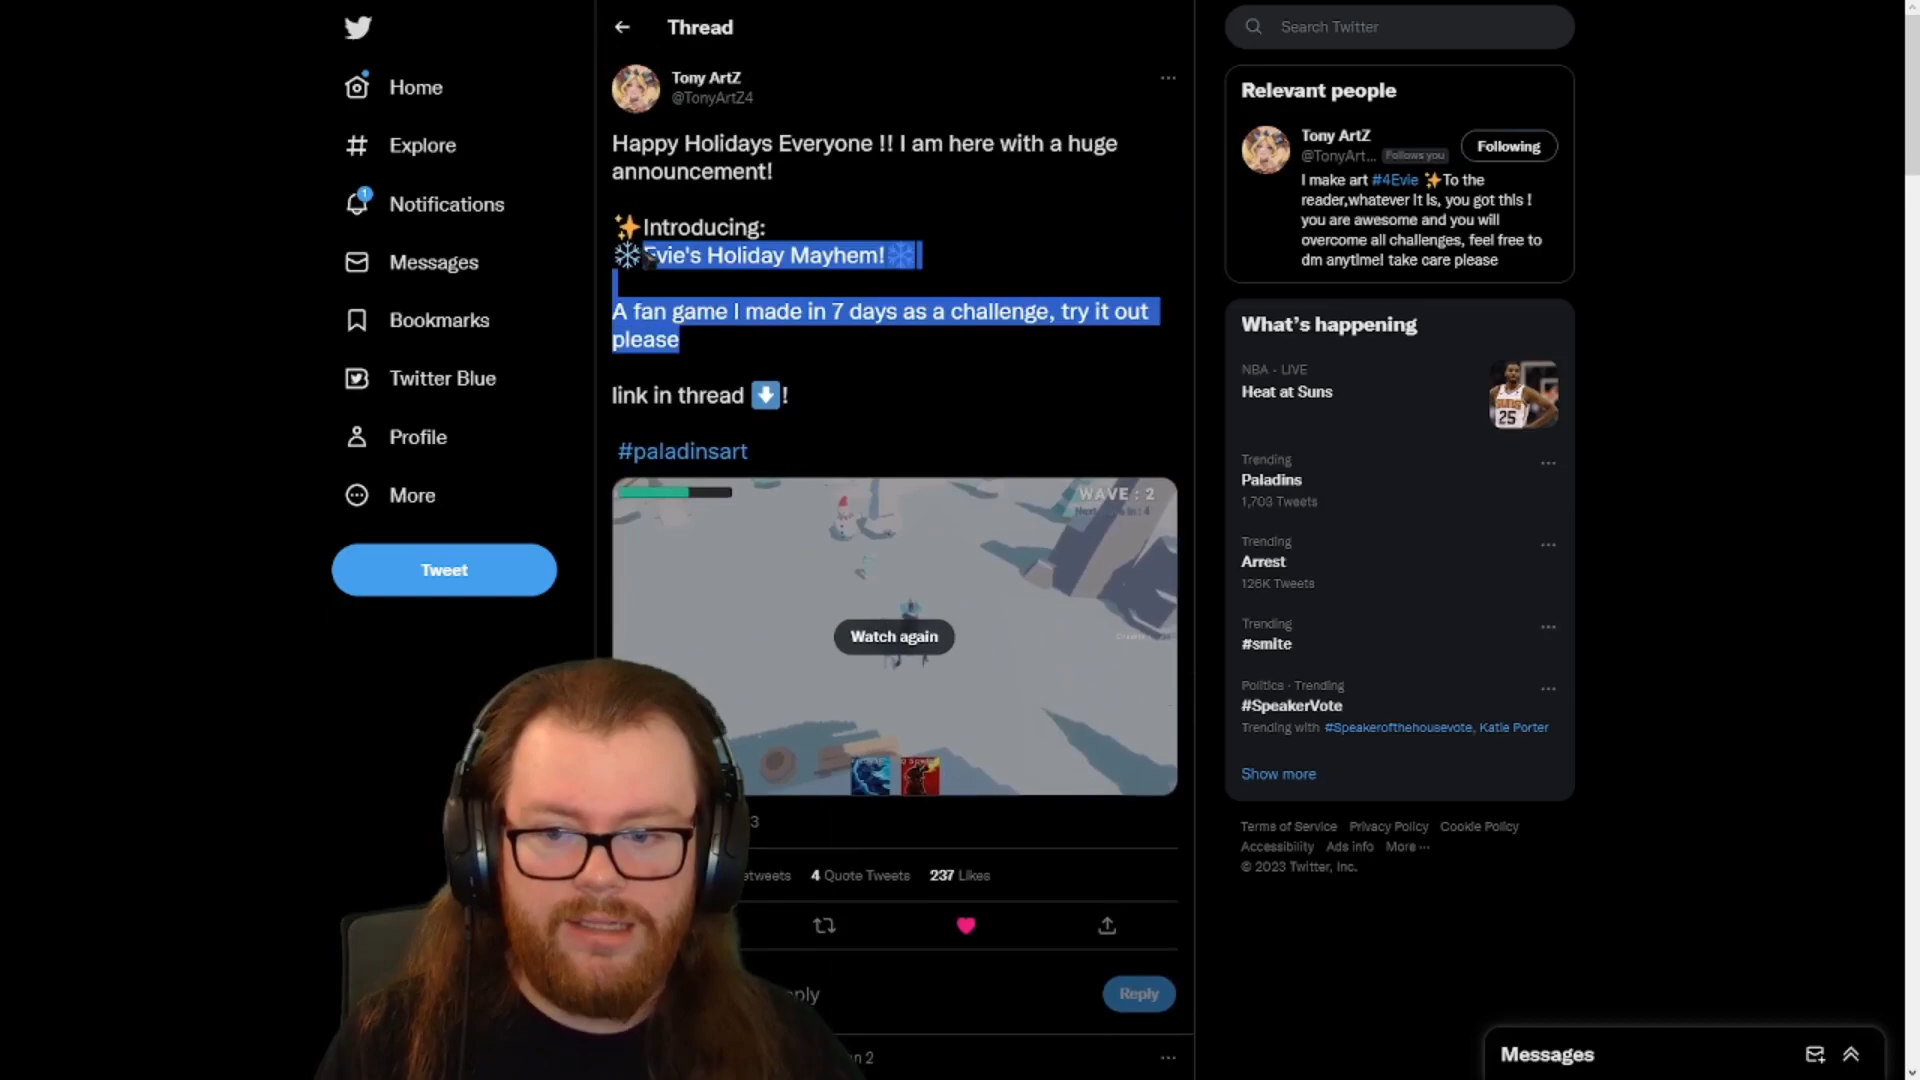 Home
Explore
1
Notifications
Messages
Bookmarks
Twitter Blue
Profile
More
Tweet
Thread
Tony ArtZ
@TonyArtZ4
Happy Holidays Everyone !! I am here with a huge
announcement!
✨Introducing:
❄Evie's Holiday Mayhem!❄
A fan game I made in 7 days as a challenge, try it out
please
link in thread ⬇!
#paladinsart
WAVE : 2
Watch again
3
4 Quote Tweets 237 Likes
Reply
Search Twitter
Relevant people
Tony ArtZ
@TonyArt... Follows you
Following
I make art #4Evie ✨To the
reader,whatever it is, you got this !
you are awesome and you will
overcome all challenges, feel free to
dm anytime! take care please
What's happening
NBA · LIVE
Heat at Suns
SUNS
25
Trending
Paladins
1,703 Tweets
Trending
Arrest
126K Tweets
Trending
#smite
Politics · Trending
#SpeakerVote
Trending with #Speakerofthehousevote, Katie Porter
Show more
Terms of Service Privacy Policy Cookie Policy
Accessibility Ads info More ...
© 2023 Twitter, Inc.
Messages